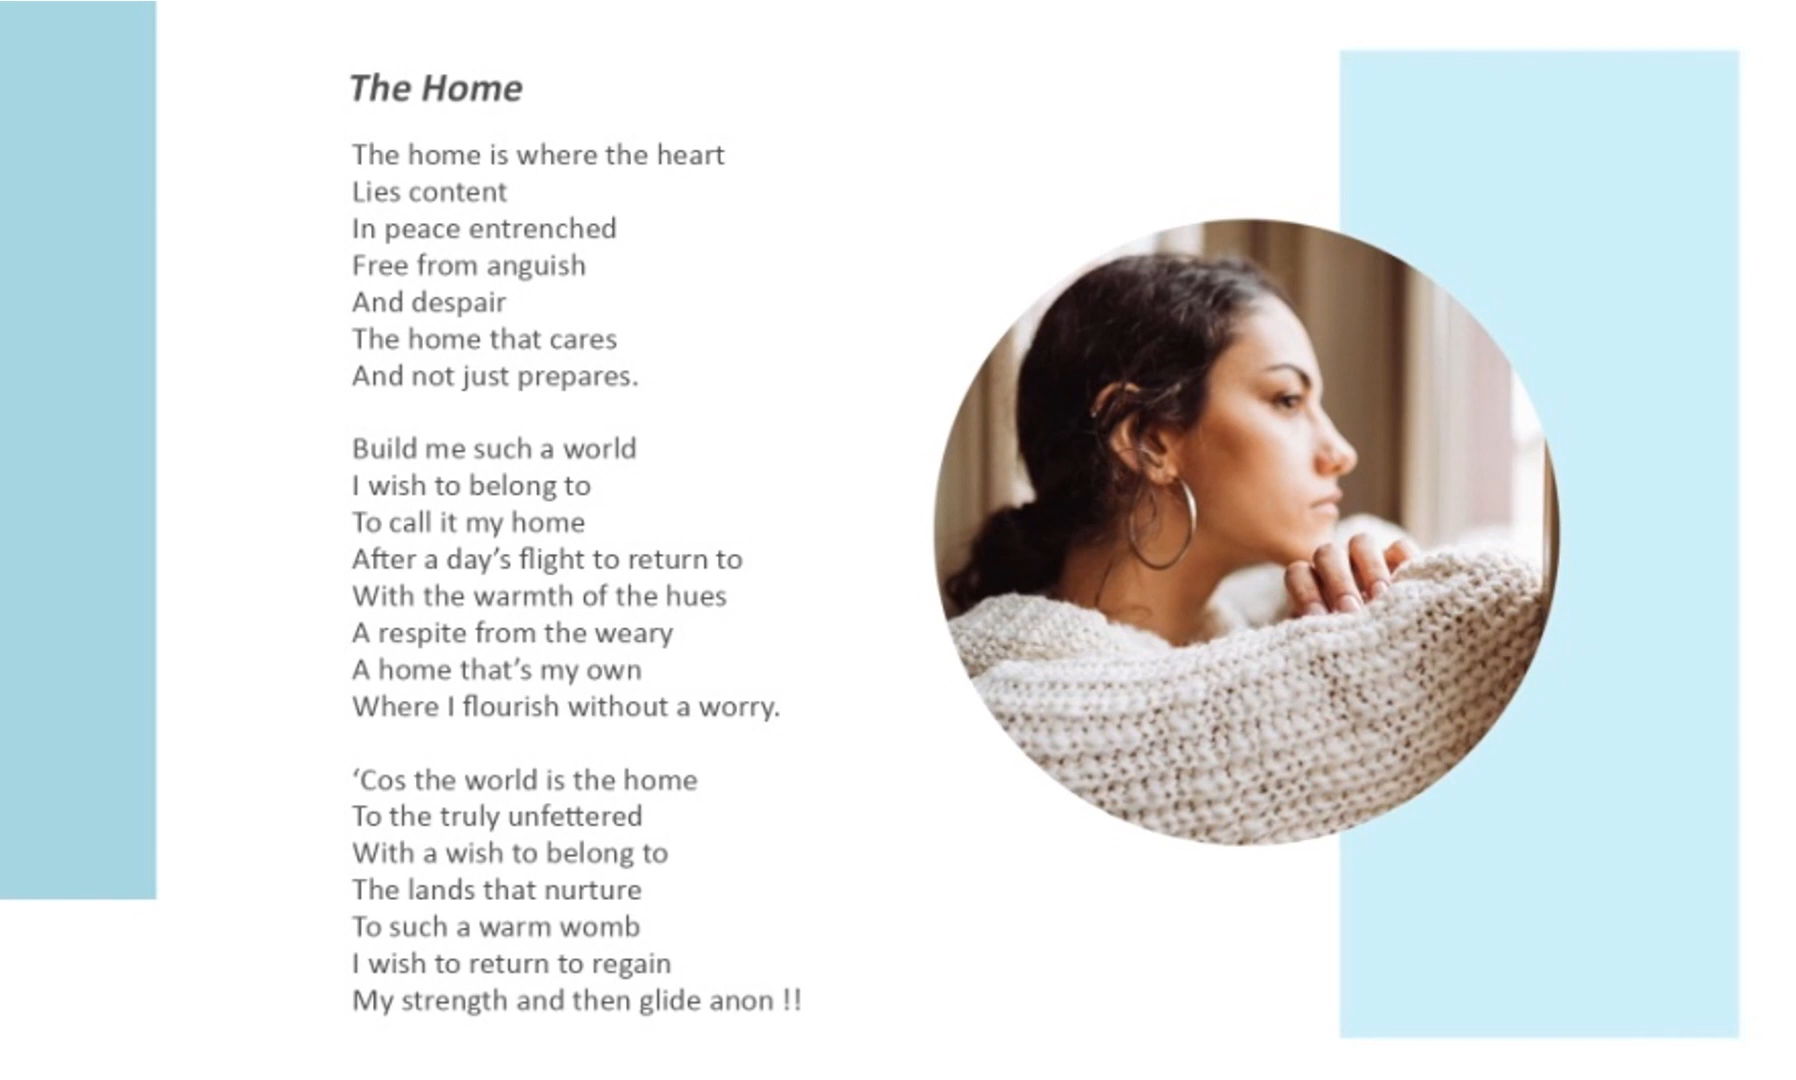 The Home
The home is where the heart
Lies content
In peace entrenched
Free from anguish
And despair
The home that cares
And not just prepares.
Build me such a world
I wish to belong to
To call it my home
After a day’s flight to return to
With the warmth of the hues
A respite from the weary
A home that’s my own
Where I flourish without a worry.
‘Cos the world is the home
To the truly unfettered
With a wish to belong to
The lands that nurture
To such a warm womb
I wish to return to regain
My strength and then glide anon !!